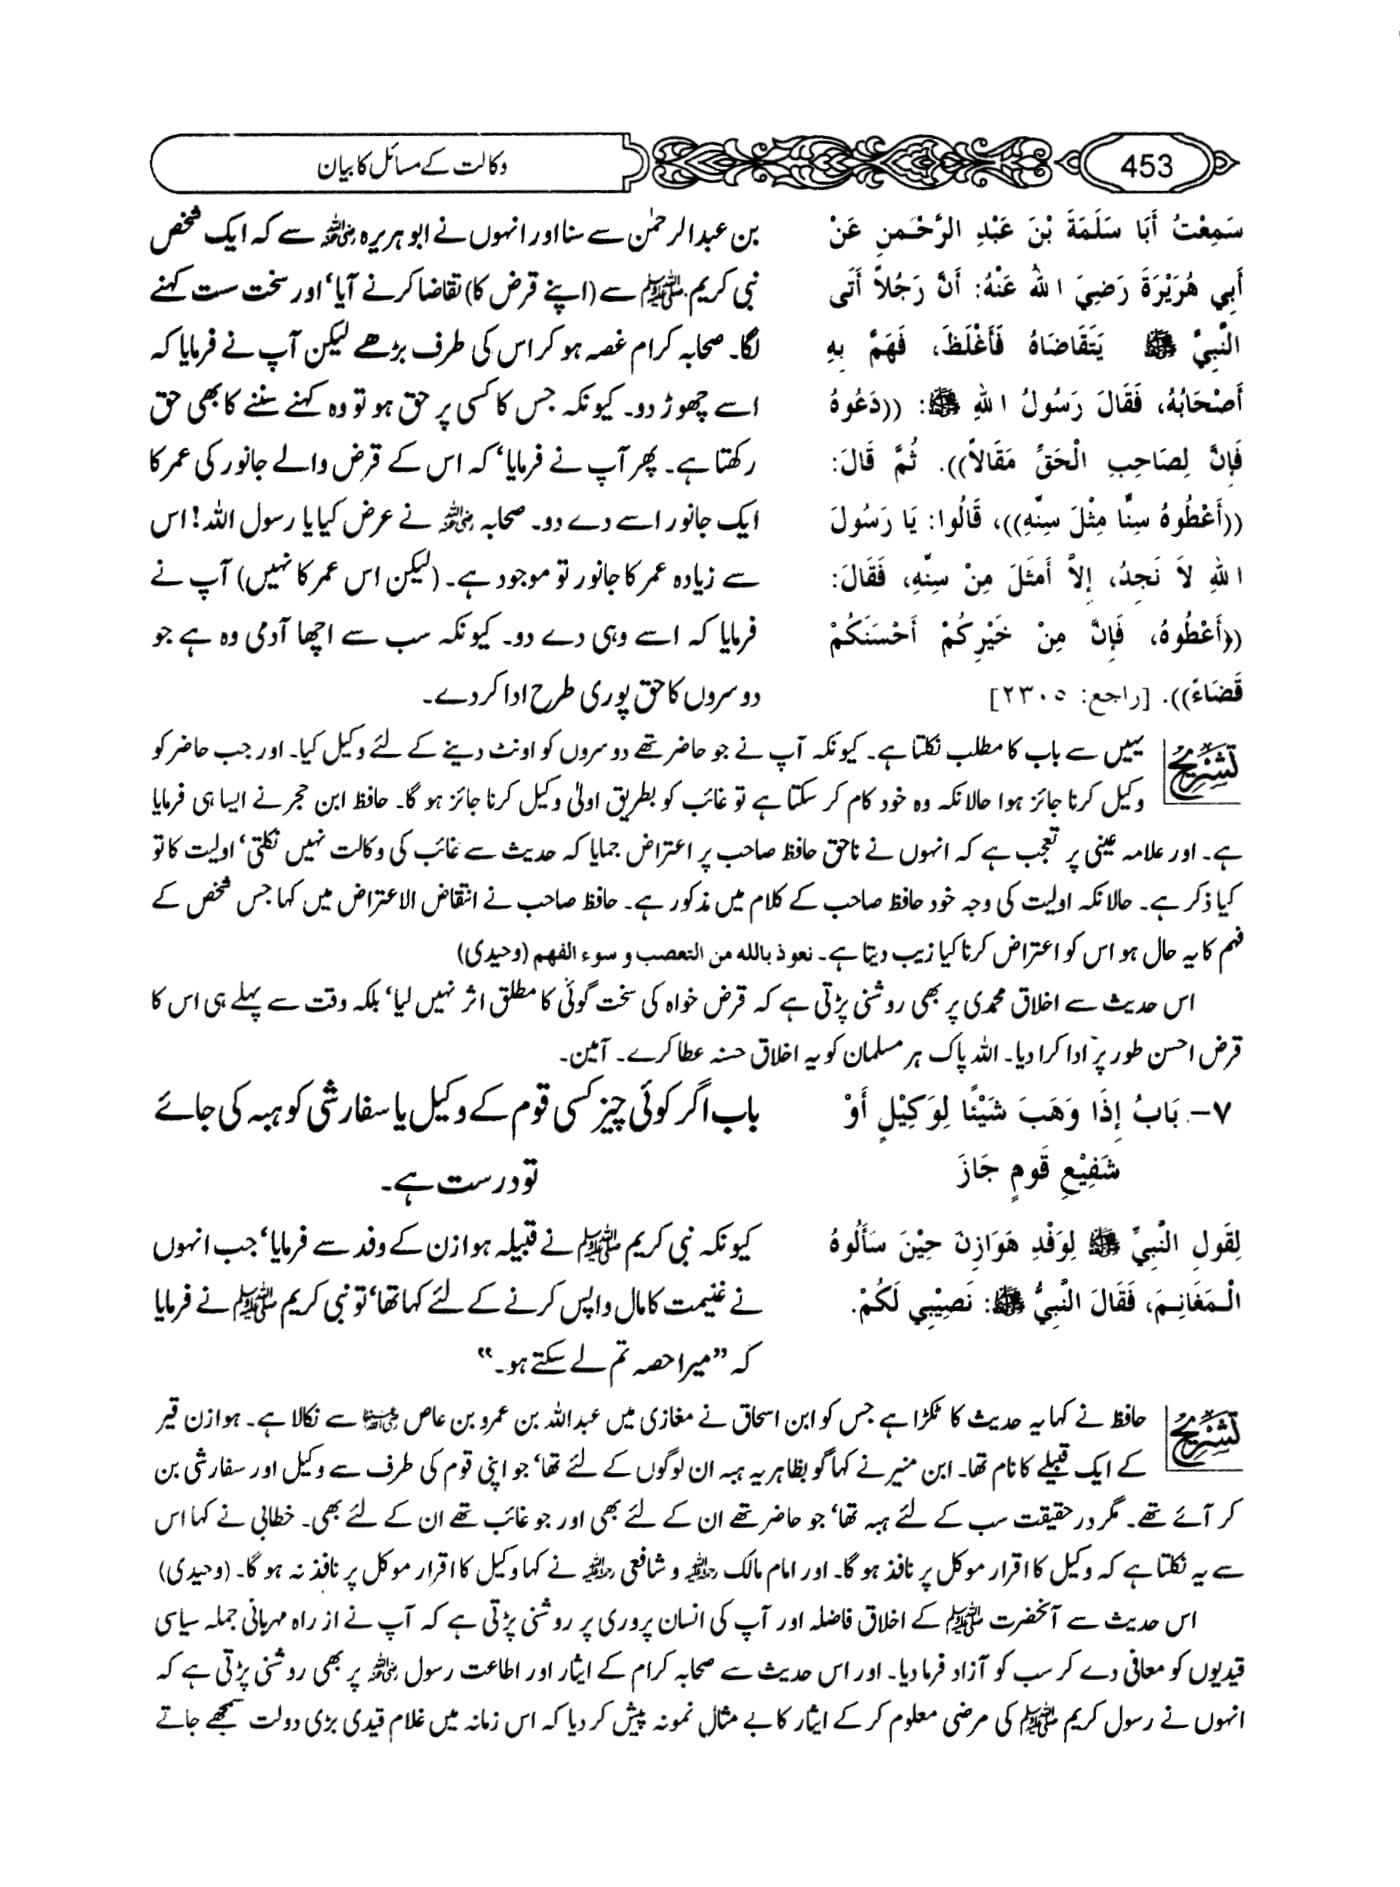 453
وکالت کے مسائل کا بیان
سَمِعْتُ أَبَا سَلَمَةَ بْنَ عَبْدِ الرَّحْمنِ عَنْ
أَبِي هُرَيْرَةَ رَضِيَ اللهُ عَنْهُ: أَنَّ رَجُلاً أَتَى
النَّبِيَّ ﷺ يَتَقَاضَاهُ فَأَغْلَظَ، فَهَمَّ بِهِ
أَصْحَابُهُ، فَقَالَ رَسُولُ اللهِ ﷺ: ((دَعُوهُ
فَإِنَّ لِصَاحِبِ الْحَقِّ مَقَالاً)). ثُمَّ قَالَ:
((أَعْطُوهُ سِنًّا مِثْلَ سِنِّهِ))، قَالُوا: يَا رَسُولَ
اللهِ لاَ نَجِدُ، إِلاَّ أَمْثَلَ مِنْ سِنِّهِ، فَقَالَ:
((أَعْطُوهُ، فَإِنَّ مِنْ خَيْرِكُمْ أَحْسَنَكُمْ
قَضَاءً)). [راجع: ٢٣٠٥]
بن عبدالرحمٰن سے سنا اور انہوں نے ابو ہریرہ رضی اللہ عنہ سے کہ ایک شخص
نبی کریم ﷺ سے (اپنے قرض کا) تقاضا کرنے آیا‘ اور سخت ست کہنے
لگا۔ صحابہ کرام غصہ ہو کر اس کی طرف بڑھے لیکن آپ نے فرمایا کہ
اسے چھوڑ دو۔ کیونکہ جس کا کسی پر حق ہو تو وہ کہنے سننے کا بھی حق
رکھتا ہے۔ پھر آپ نے فرمایا‘ کہ اس کے قرض والے جانور کی عمر کا
ایک جانور اسے دے دو۔ صحابہ رضی اللہ عنہم نے عرض کیا یا رسول اللہ! اس
سے زیادہ عمر کا جانور تو موجود ہے۔ (لیکن اس عمر کا نہیں) آپ نے
فرمایا کہ اسے وہی دے دو۔ کیونکہ سب سے اچھا آدمی وہ ہے جو
دوسروں کا حق پوری طرح ادا کر دے۔
تشریح
یہیں سے باب کا مطلب نکلتا ہے۔ کیونکہ آپ نے جو حاضر تھے دوسروں کو اونٹ دینے کے لئے وکیل کیا۔ اور جب حاضر کو
وکیل کرنا جائز ہوا حالانکہ وہ خود کام کر سکتا ہے تو غائب کو بطریق اولیٰ وکیل کرنا جائز ہو گا۔ حافظ ابن حجر نے ایسا ہی فرمایا
ہے۔ اور علامہ عینی پر تعجب ہے کہ انہوں نے ناحق حافظ صاحب پر اعتراض جمایا کہ حدیث سے غائب کی وکالت نہیں نکلتی‘ اولیت کا تو
کیا ذکر ہے۔ حالانکہ اولیت کی وجہ خود حافظ صاحب کے کلام میں مذکور ہے۔ حافظ صاحب نے انتقاض الاعتراض میں کہا جس شخص کے
فہم کا یہ حال ہو اس کو اعتراض کرنا کیا زیب دیتا ہے۔ نعوذ بالله من التعصب و سوء الفهم (وحیدی)
اس حدیث سے اخلاق محمدی پر بھی روشنی پڑتی ہے کہ قرض خواہ کی سخت گوئی کا مطلق اثر نہیں لیا‘ بلکہ وقت سے پہلے ہی اس کا
قرض احسن طور پر ادا کرا دیا۔ اللہ پاک ہر مسلمان کو یہ اخلاق حسنہ عطا کرے۔ آمین۔
٧- بَابُ إِذَا وَهَبَ شَيْئًا لِوَكِيْلٍ أَوْ
شَفِيْعِ قَومٍ جَازَ
باب اگر کوئی چیز کسی قوم کے وکیل یا سفارشی کو ہبہ کی جائے
تو درست ہے۔
لِقَولِ النَّبِيِّ ﷺ لِوَفْدِ هَوَازِنَ حِيْنَ سَأَلُوهُ
الْمَغَانِمَ، فَقَالَ النَّبِيُّ ﷺ: نَصِيْبِي لَكُمْ.
کیونکہ نبی کریم ﷺ نے قبیلہ ہوازن کے وفد سے فرمایا‘ جب انہوں
نے غنیمت کا مال واپس کرنے کے لئے کہا تھا‘ تو نبی کریم ﷺ نے فرمایا
کہ ”میرا حصہ تم لے سکتے ہو۔“
تشریح
حافظ نے کہا یہ حدیث کا ٹکڑا ہے جس کو ابن اسحاق نے مغازی میں عبداللہ بن عمرو بن عاص رضی اللہ عنہما سے نکالا ہے۔ ہوازن قیر
کے ایک قبیلے کا نام تھا۔ ابن منیر نے کہا گو بظاہر یہ ہبہ ان لوگوں کے لئے تھا‘ جو اپنی قوم کی طرف سے وکیل اور سفارشی بن
کر آئے تھے۔ مگر درحقیقت سب کے لئے ہبہ تھا‘ جو حاضر تھے ان کے لئے بھی اور جو غائب تھے ان کے لئے بھی۔ خطابی نے کہا اس
سے یہ نکلتا ہے کہ وکیل کا اقرار موکل پر نافذ ہو گا۔ اور امام مالک رحمہ اللہ و شافعی رحمہ اللہ نے کہا وکیل کا اقرار موکل پر نافذ نہ ہو گا۔ (وحیدی)
اس حدیث سے آنحضرت ﷺ کے اخلاق فاضلہ اور آپ کی انسان پروری پر روشنی پڑتی ہے کہ آپ نے از راہ مہربانی جملہ سیاسی
قیدیوں کو معافی دے کر سب کو آزاد فرما دیا۔ اور اس حدیث سے صحابہ کرام کے ایثار اور اطاعت رسول ﷺ پر بھی روشنی پڑتی ہے کہ
انہوں نے رسول کریم ﷺ کی مرضی معلوم کر کے ایثار کا بے مثال نمونہ پیش کر دیا کہ اس زمانہ میں غلام قیدی بڑی دولت سمجھے جاتے